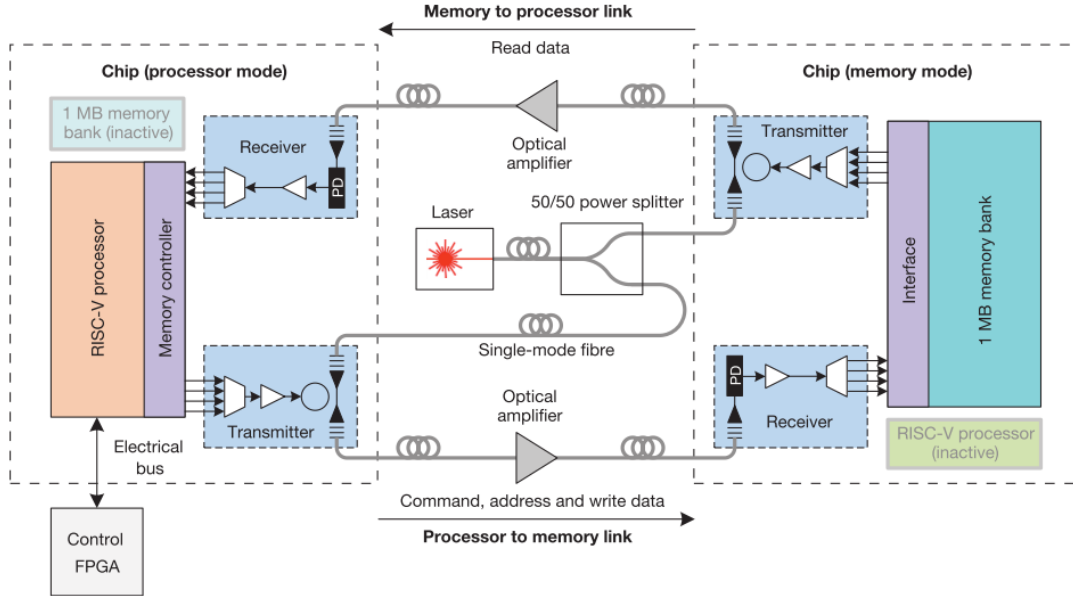 Memory to processor link
Read data
Chip (processor mode)
1 MB memory
bank (inactive)
Receiver
PD
RISC-V processor
Memory controller
Transmitter
Electrical
bus
Control
FPGA
Optical
amplifier
Laser
50/50 power splitter
Single-mode fibre
Optical
amplifier
Command, address and write data
Processor to memory link
Chip (memory mode)
Transmitter
Interface
1 MB memory bank
PD
Receiver
RISC-V processor
(inactive)